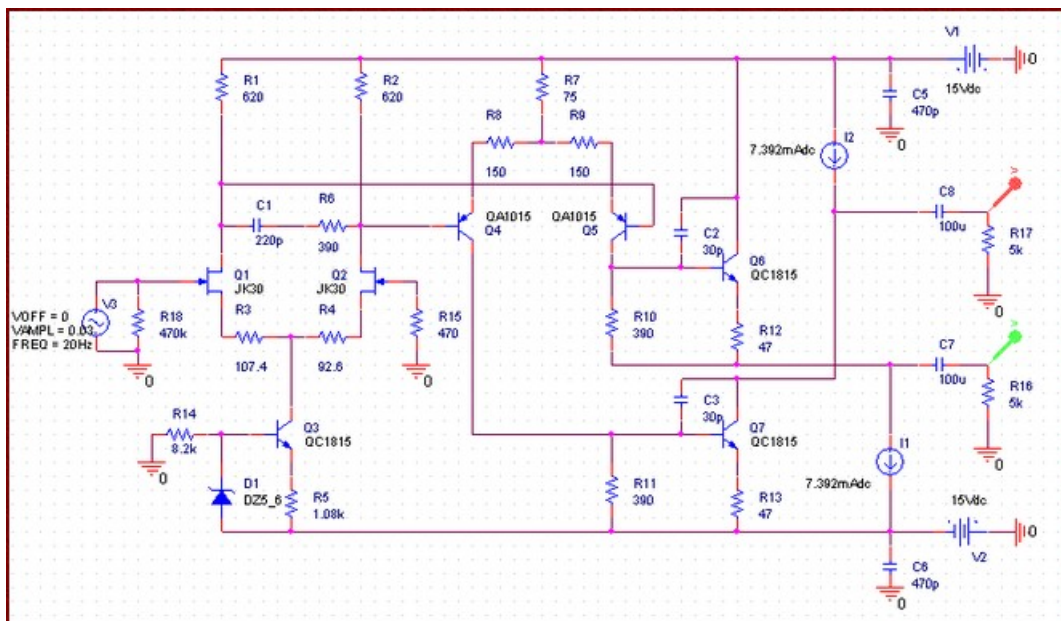 V1
15Vdc
0
R1
620
R2
620
R7
75
R8
150
R9
150
C5
470p
0
I2
7.392mAdc
C1
220p
R6
390
QA1015
Q4
QA1015
Q5
C2
30p
Q6
QC1815
C8
100u
V
R17
5k
0
Q1
JK30
Q2
JK30
V3
VOFF = 0
VAMPL = 0.03
FREQ = 20Hz
R18
470k
0
R3
107.4
R4
92.6
R15
470
0
R10
390
R12
47
C7
100u
V
R16
5k
0
R14
8.2k
0
Q3
QC1815
C3
30p
Q7
QC1815
I1
7.392mAdc
D1
DZ5_6
R5
1.08k
R11
390
R13
47
15Vdc
V2
0
C6
470p
0